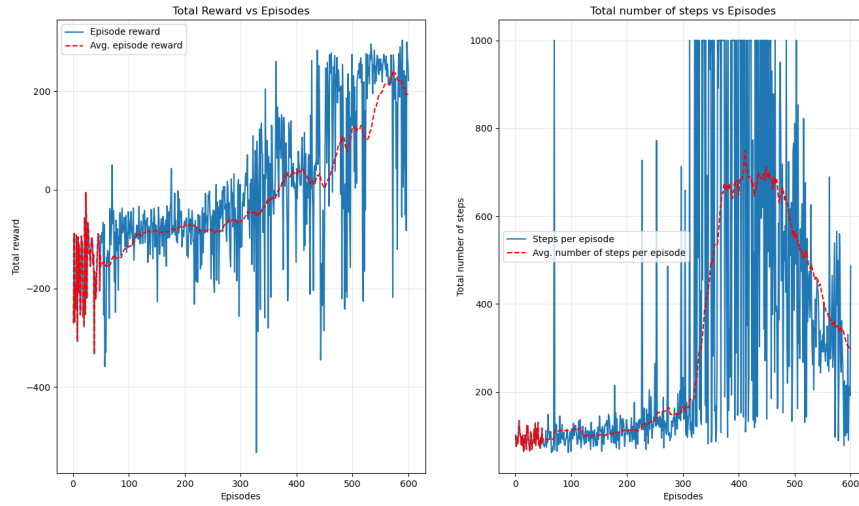 Total Reward vs Episodes
Episode reward
Avg. episode reward
200
0
−200
−400
Total reward
0
100
200
300
400
500
600
Episodes
Total number of steps vs Episodes
1000
800
600
400
200
Total number of steps
Steps per episode
Avg. number of steps per episode
0
100
200
300
400
500
600
Episodes